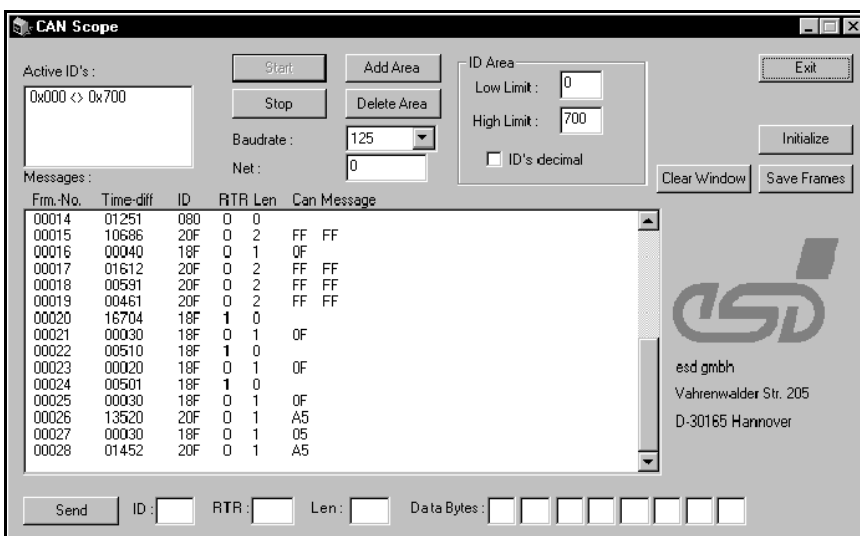 CAN Scope
Active ID's :
0x000 <> 0x700
Start
Stop
Add Area
Delete Area
Baudrate :
125
Net :
0
ID Area
Low Limit :
0
High Limit :
700
ID's decimal
Exit
Initialize
Clear Window
Save Frames
Messages :
Frm.-No. Time-diff ID RTR Len Can Message
00014 01251 080 0 0
00015 10686 20F 0 2 FF FF
00016 00040 18F 0 1 0F
00017 01612 20F 0 2 FF FF
00018 00591 20F 0 2 FF FF
00019 00461 20F 0 2 FF FF
00020 16704 18F 1 0
00021 00030 18F 0 1 0F
00022 00510 18F 1 0
00023 00020 18F 0 1 0F
00024 00501 18F 1 0
00025 00030 18F 0 1 0F
00026 13520 20F 0 1 A5
00027 00030 18F 0 1 05
00028 01452 20F 0 1 A5
esd
esd gmbh
Vahrenwalder Str. 205
D-30165 Hannover
Send ID : RTR : Len : Data Bytes :